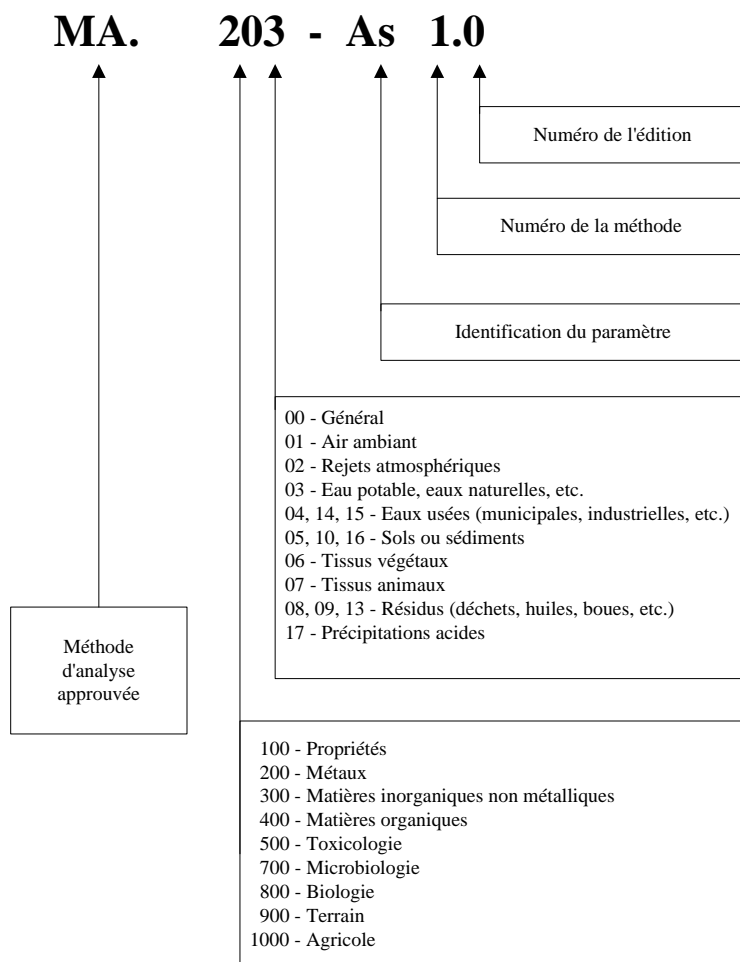 MA. 203 - As 1.0
Numéro de l'édition
Numéro de la méthode
Identification du paramètre
00 - Général
01 - Air ambiant
02 - Rejets atmosphériques
03 - Eau potable, eaux naturelles, etc.
04, 14, 15 - Eaux usées (municipales, industrielles, etc.)
05, 10, 16 - Sols ou sédiments
06 - Tissus végétaux
07 - Tissus animaux
08, 09, 13 - Résidus (déchets, huiles, boues, etc.)
17 - Précipitations acides
Méthode
d'analyse
approuvée
100 - Propriétés
200 - Métaux
300 - Matières inorganiques non métalliques
400 - Matières organiques
500 - Toxicologie
700 - Microbiologie
800 - Biologie
900 - Terrain
1000 - Agricole